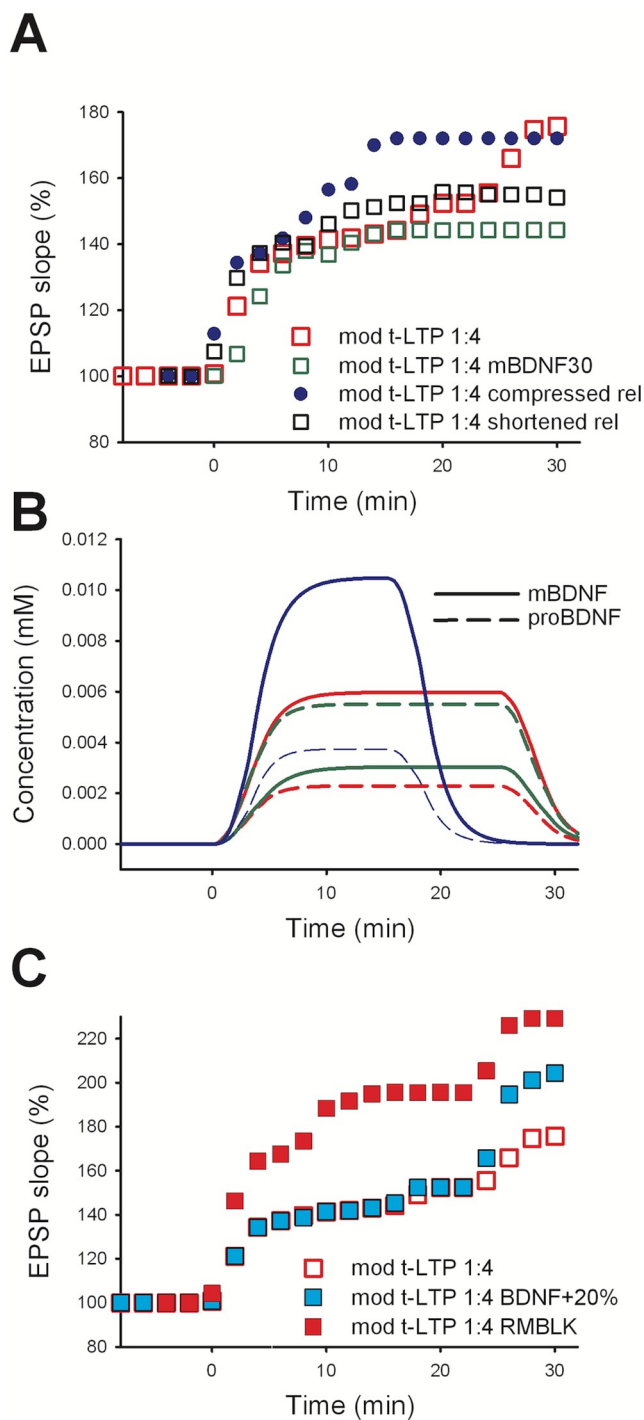 A
180
160
140
120
100
80
EPSP slope (%)
mod t-LTP 1:4
mod t-LTP 1:4 mBDNF30
mod t-LTP 1:4 compressed rel
mod t-LTP 1:4 shortened rel
0 10 20 30
Time (min)
B
0.012
0.010
0.008
0.006
0.004
0.002
0.000
Concentration (mM)
mBDNF
proBDNF
0 10 20 30
Time (min)
C
220
200
180
160
140
120
100
80
EPSP slope (%)
mod t-LTP 1:4
mod t-LTP 1:4 BDNF+20%
mod t-LTP 1:4 RMBLK
0 10 20 30
Time (min)